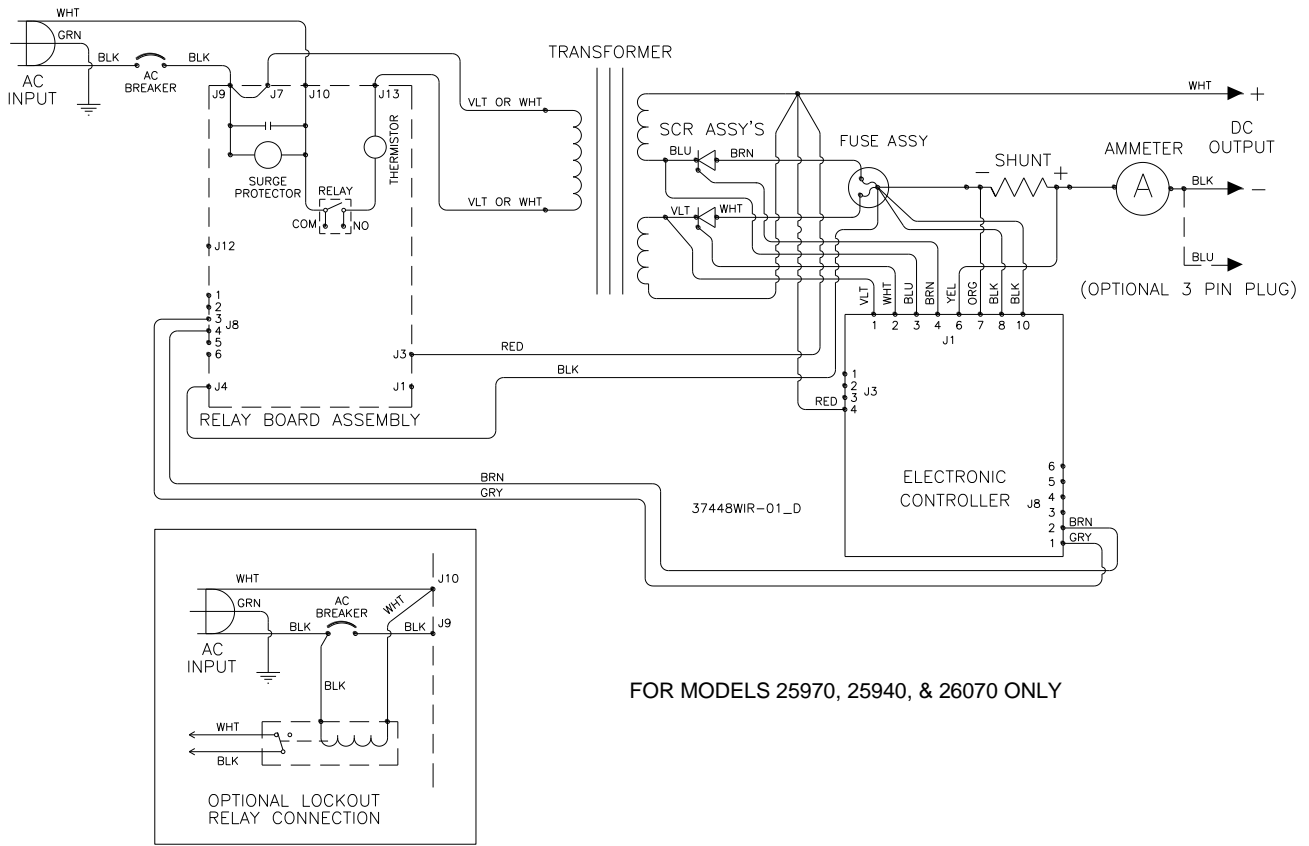 WHT
GRN
BLK
BLK
AC
BREAKER
AC
INPUT
J9
J7
J10
J13
SURGE
PROTECTOR
THERMISTOR
RELAY
COM
NO
J12
1
2
3
4
5
6
J8
J4
J3
J1
RELAY BOARD ASSEMBLY
TRANSFORMER
VLT OR WHT
VLT OR WHT
SCR ASSY'S
BLU
BRN
VLT
WHT
FUSE ASSY
- SHUNT +
AMMETER
A
WHT
+
DC
OUTPUT
BLK
-
BLU
(OPTIONAL 3 PIN PLUG)
RED
BLK
VLT
WHT
BLU
BRN
YEL
ORG
BLK
BLK
1 2 3 4 6 7 8 10
J1
1
2
3
4
J3
RED
ELECTRONIC
CONTROLLER
6
5
4
3
2
1
J8
BRN
GRY
BRN
GRY
37448WIR-01_D
WHT
GRN
BLK
AC
BREAKER
BLK
WHT
J10
J9
AC
INPUT
BLK
WHT
BLK
OPTIONAL LOCKOUT
RELAY CONNECTION
FOR MODELS 25970, 25940, & 26070 ONLY